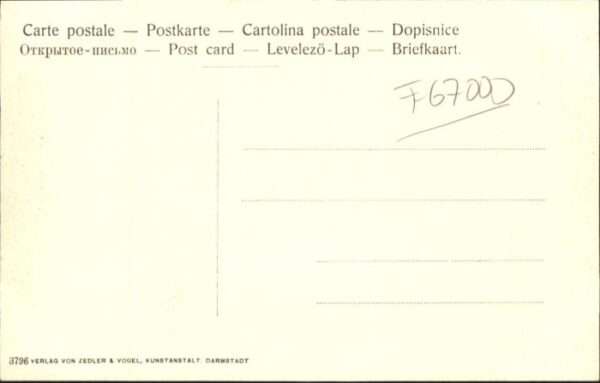 Carte postale — Postkarte — Cartolina postale — Dopisnice
Открытое-письмо — Post card — Levelező-Lap — Briefkaart.
F67000
3796 VERLAG VON ZEDLER & VOGEL, KUNSTANSTALT, DARMSTADT